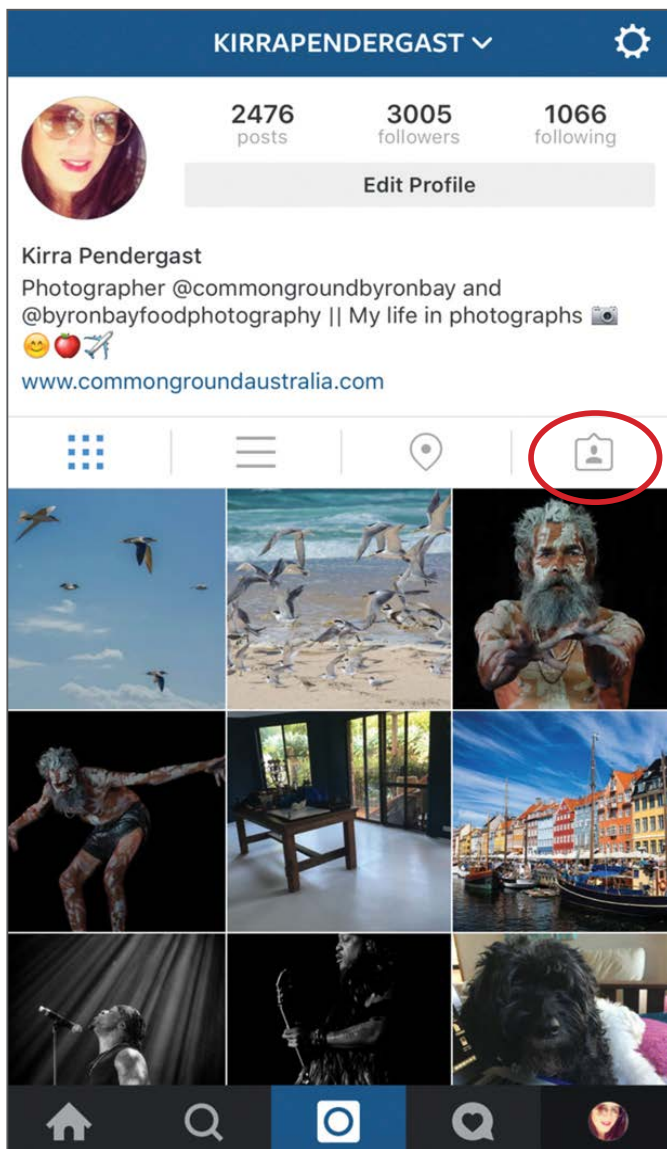 KIRRAPENDERGAST
2476 3005 1066
posts followers following
Edit Profile
Kirra Pendergast
Photographer @commongroundbyronbay and
@byronbayfoodphotography || My life in photographs 📷
😊🍎✈️
www.commongroundaustralia.com